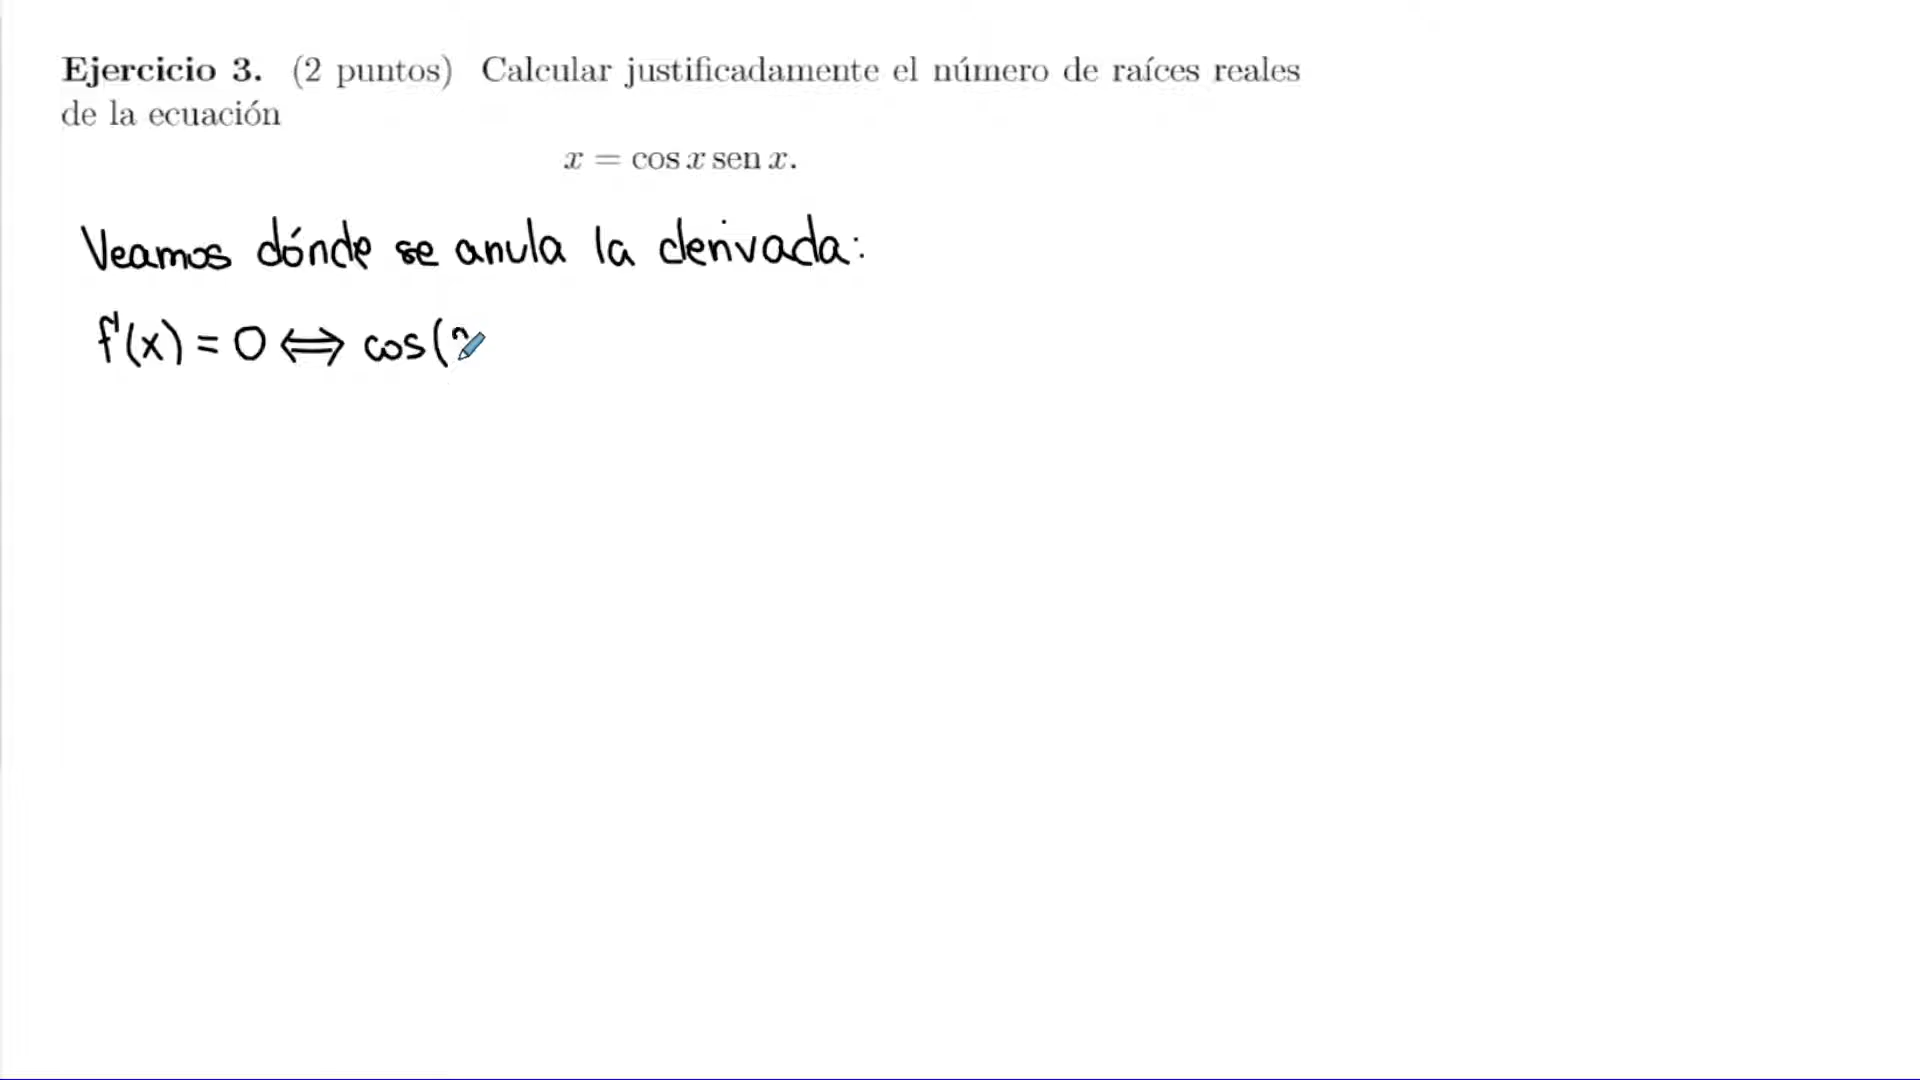 Ejercicio 3. (2 puntos) Calcular justificadamente el número de raíces reales
de la ecuación
x = cos x sen x.
Veamos dónde se anula la derivada:
f'(x) = 0 ⟺ cos(2